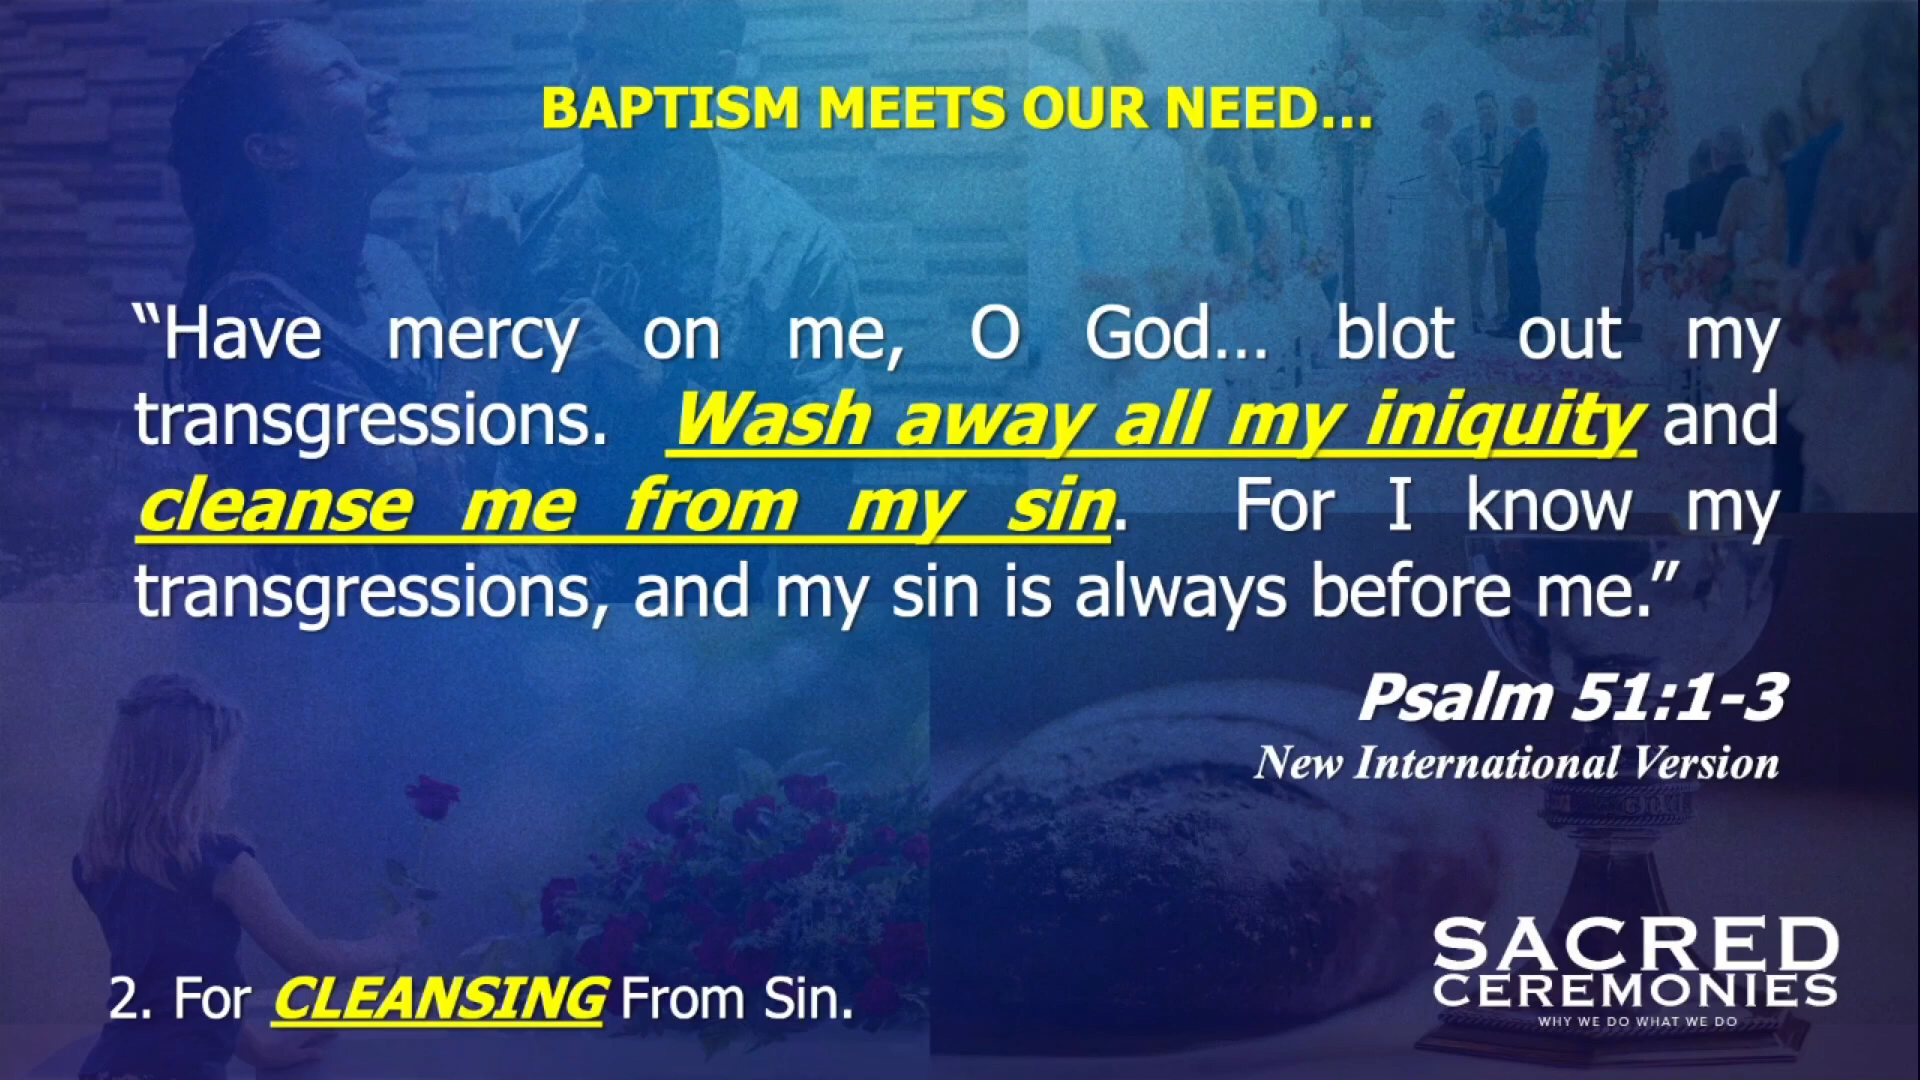 BAPTISM MEETS OUR NEED...
“Have mercy on me, O God... blot out my
transgressions. Wash away all my iniquity and
cleanse me from my sin. For I know my
transgressions, and my sin is always before me.”
Psalm 51:1-3
New International Version
2. For CLEANSING From Sin.
SACRED
CEREMONIES
WHY WE DO WHAT WE DO